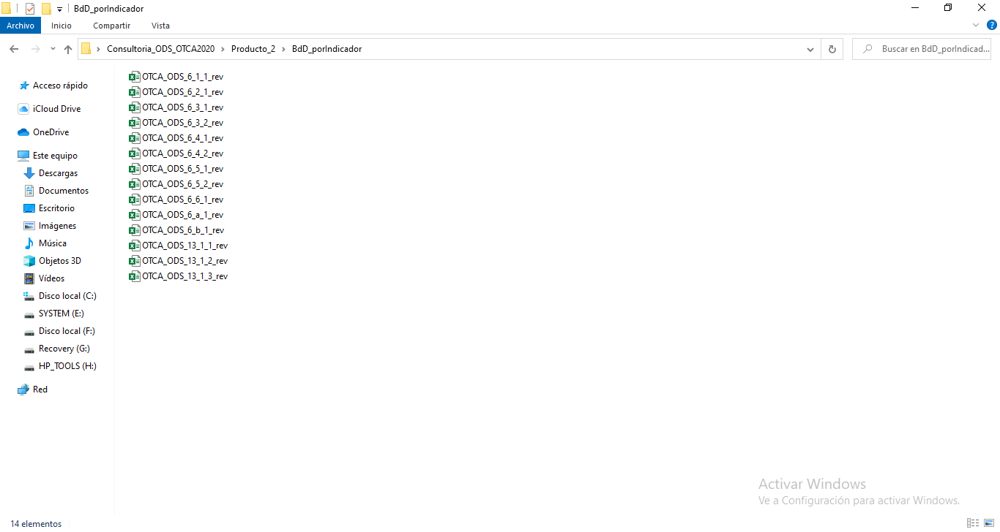 BdD_porIndicador
Archivo Inicio Compartir Vista
Consultoria_ODS_OTCA2020 Producto_2 BdD_porIndicador
Buscar en BdD_porIndicad...
Acceso rápido
iCloud Drive
OneDrive
Este equipo
Descargas
Documentos
Escritorio
Imágenes
Música
Objetos 3D
Vídeos
Disco local (C:)
SYSTEM (E:)
Disco local (F:)
Recovery (G:)
HP_TOOLS (H:)
Red
OTCA_ODS_6_1_1_rev
OTCA_ODS_6_2_1_rev
OTCA_ODS_6_3_1_rev
OTCA_ODS_6_3_2_rev
OTCA_ODS_6_4_1_rev
OTCA_ODS_6_4_2_rev
OTCA_ODS_6_5_1_rev
OTCA_ODS_6_5_2_rev
OTCA_ODS_6_6_1_rev
OTCA_ODS_6_a_1_rev
OTCA_ODS_6_b_1_rev
OTCA_ODS_13_1_1_rev
OTCA_ODS_13_1_2_rev
OTCA_ODS_13_1_3_rev
Activar Windows
Ve a Configuración para activar Windows.
14 elementos